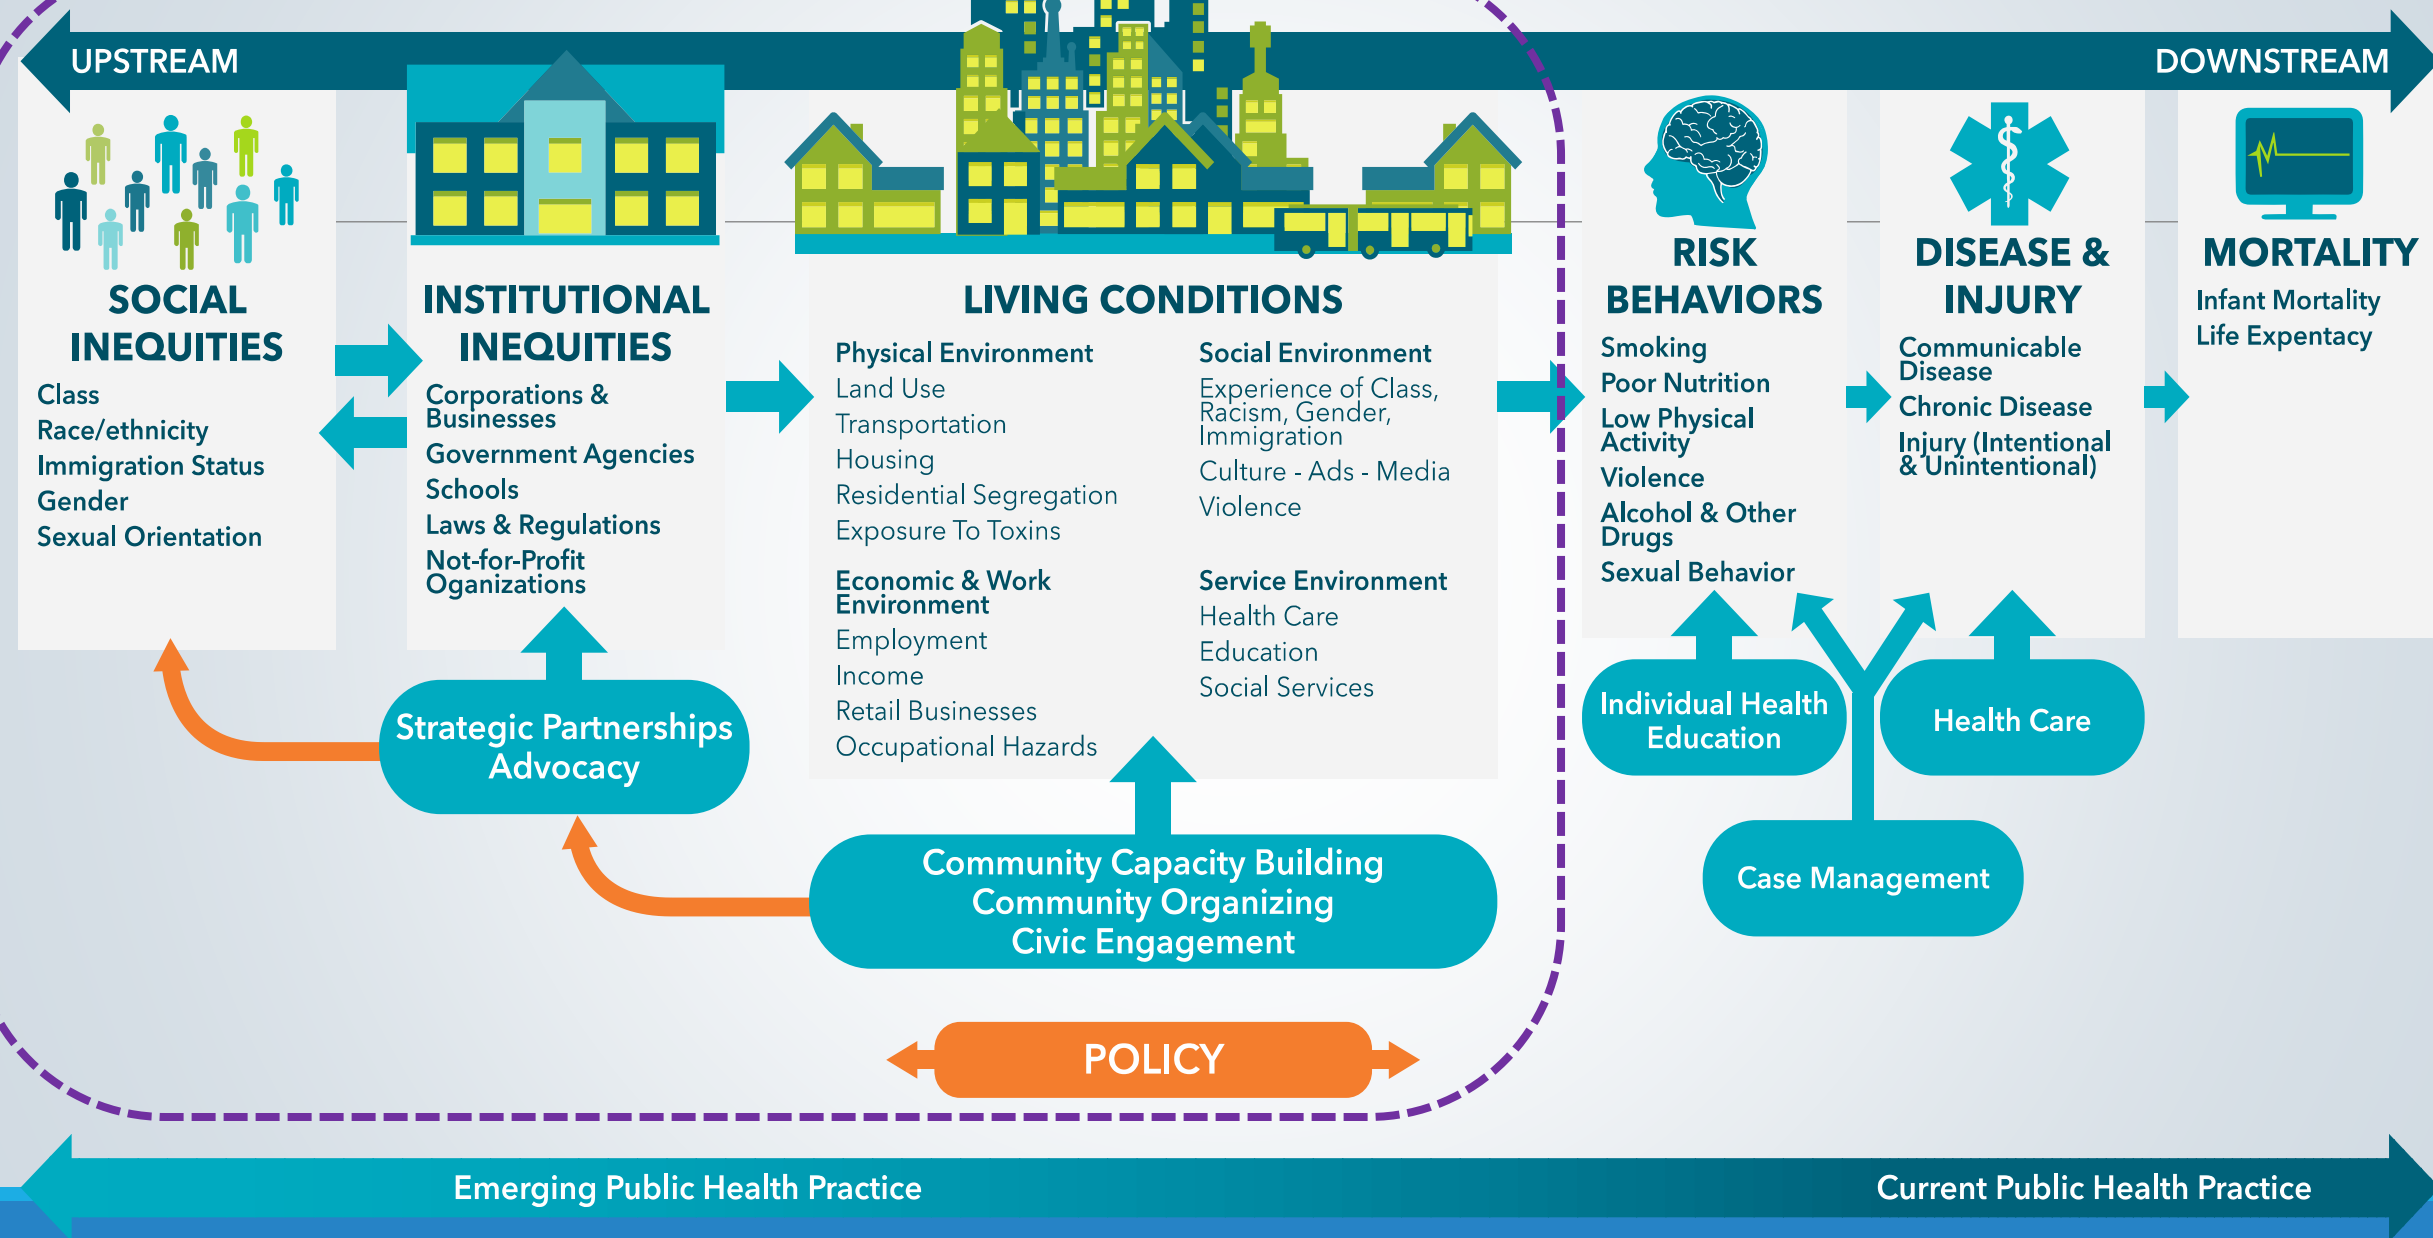 UPSTREAM
DOWNSTREAM
SOCIAL
INEQUITIES
Class
Race/ethnicity
Immigration Status
Gender
Sexual Orientation
INSTITUTIONAL
INEQUITIES
Corporations &
Businesses
Government Agencies
Schools
Laws & Regulations
Not-for-Profit
Oganizations
LIVING CONDITIONS
Physical Environment
Land Use
Transportation
Housing
Residential Segregation
Exposure To Toxins
Economic & Work
Environment
Employment
Income
Retail Businesses
Occupational Hazards
Social Environment
Experience of Class,
Racism, Gender,
Immigration
Culture - Ads - Media
Violence
Service Environment
Health Care
Education
Social Services
RISK
BEHAVIORS
Smoking
Poor Nutrition
Low Physical
Activity
Violence
Alcohol & Other
Drugs
Sexual Behavior
DISEASE &
INJURY
Communicable
Disease
Chronic Disease
Injury (Intentional
& Unintentional)
MORTALITY
Infant Mortality
Life Expentacy
Strategic Partnerships
Advocacy
Community Capacity Building
Community Organizing
Civic Engagement
Individual Health
Education
Health Care
Case Management
POLICY
Emerging Public Health Practice
Current Public Health Practice